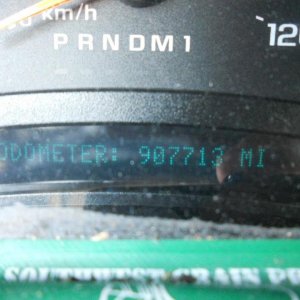 km/h
120
PRNDM1
ODOMETER: .907713 MI
SOUTHWEST GRAIN